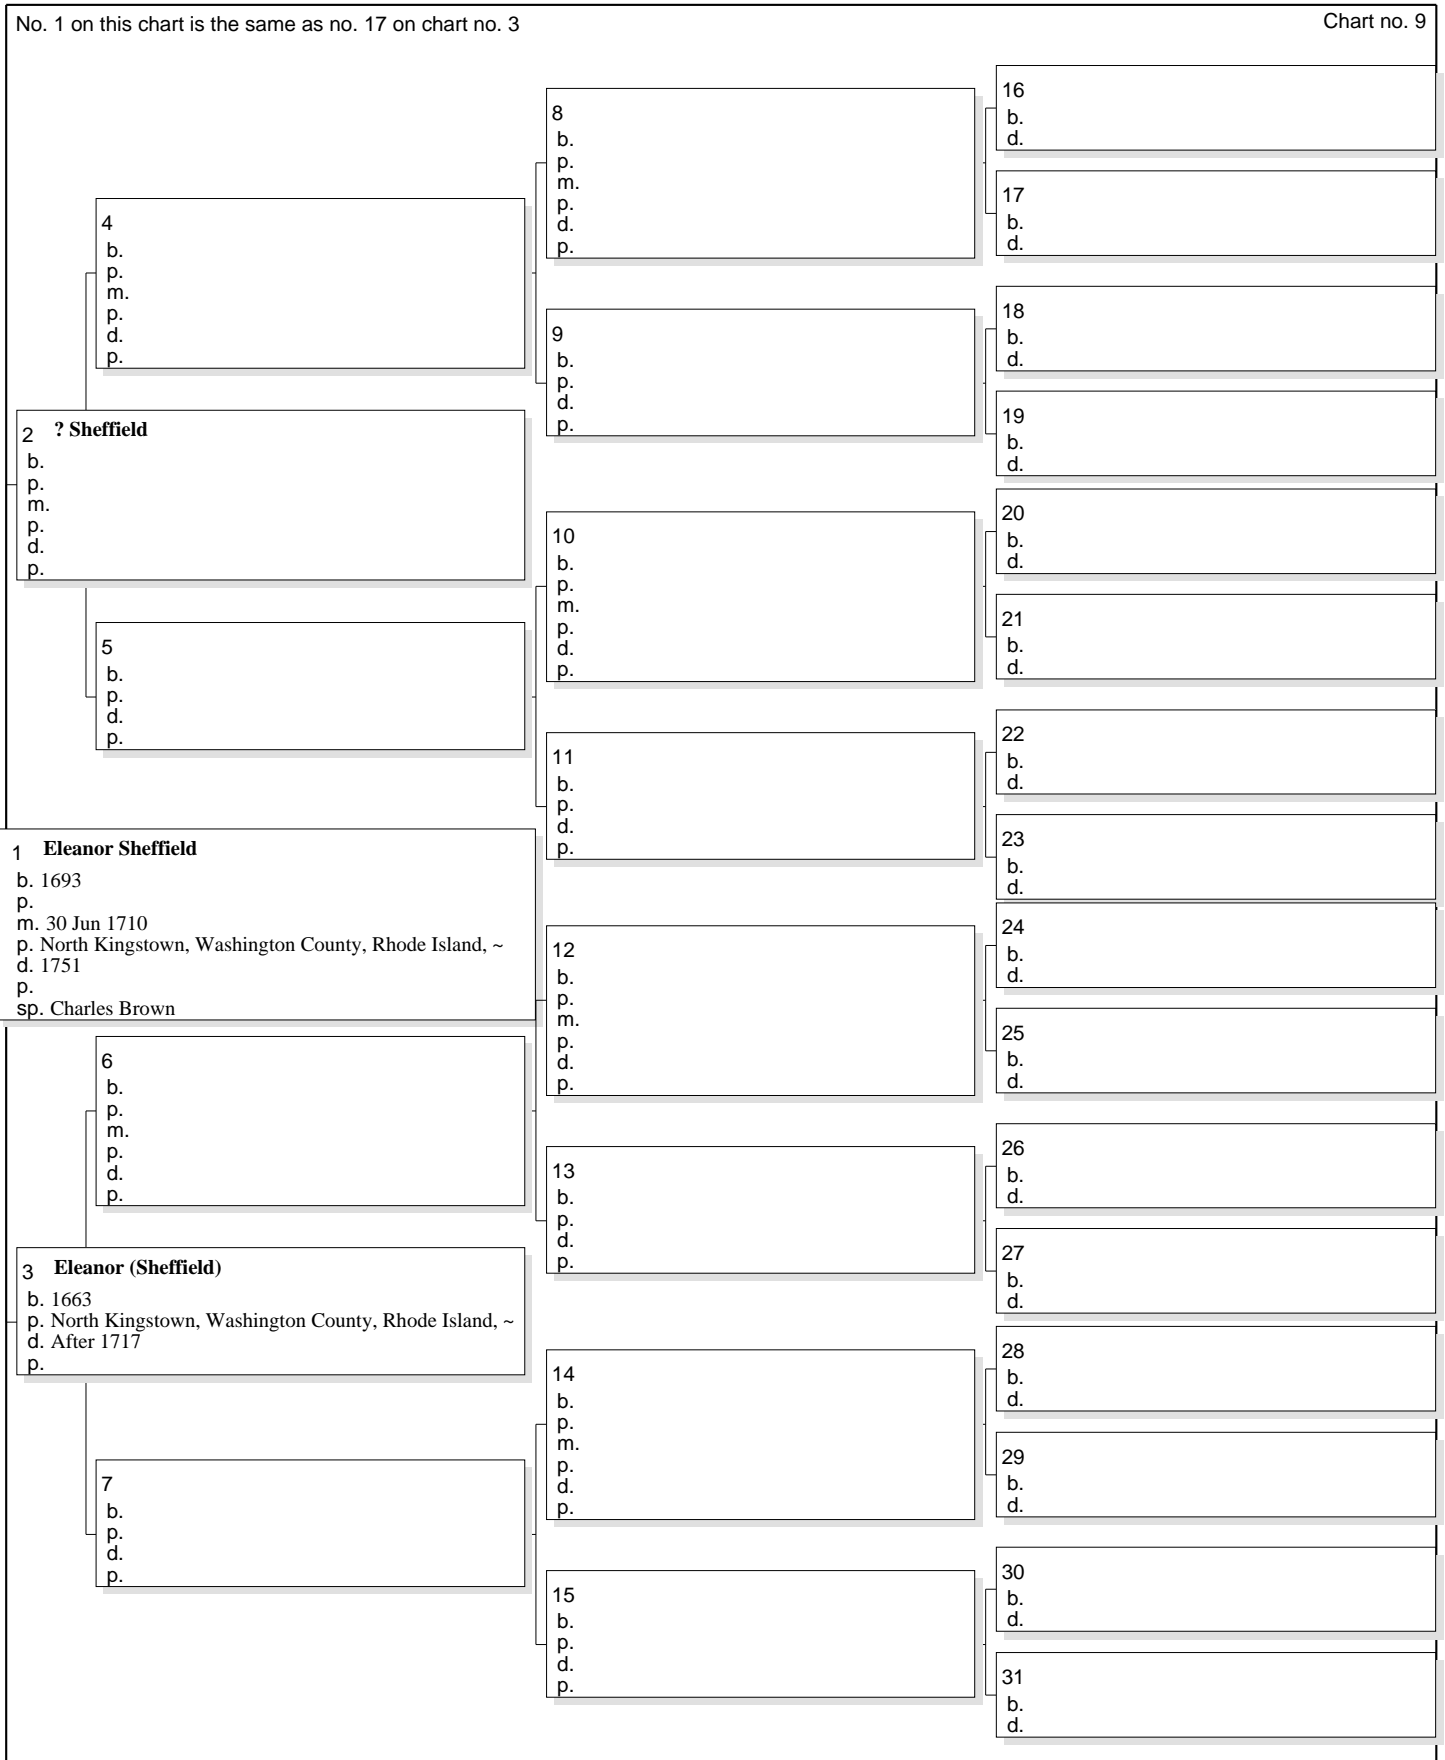 No. 1 on this chart is the same as no. 17 on chart no. 3
Chart no. 9
16
b.
d.
8
b.
p.
m.
p.
d.
p.
17
b.
d.
4
b.
p.
m.
p.
d.
p.
18
b.
d.
9
b.
p.
d.
p.
19
b.
d.
2 ? Sheffield
b.
p.
m.
p.
d.
p.
20
b.
d.
10
b.
p.
m.
p.
d.
p.
21
b.
d.
5
b.
p.
d.
p.
22
b.
d.
11
b.
p.
d.
p.
23
b.
d.
1 Eleanor Sheffield
b. 1693
p.
m. 30 Jun 1710
p. North Kingstown, Washington County, Rhode Island, ~
d. 1751
p.
sp. Charles Brown
24
b.
d.
12
b.
p.
m.
p.
d.
p.
25
b.
d.
6
b.
p.
m.
p.
d.
p.
26
b.
d.
13
b.
p.
d.
p.
27
b.
d.
3 Eleanor (Sheffield)
b. 1663
p. North Kingstown, Washington County, Rhode Island, ~
d. After 1717
p.
28
b.
d.
14
b.
p.
m.
p.
d.
p.
29
b.
d.
7
b.
p.
d.
p.
30
b.
d.
15
b.
p.
d.
p.
31
b.
d.